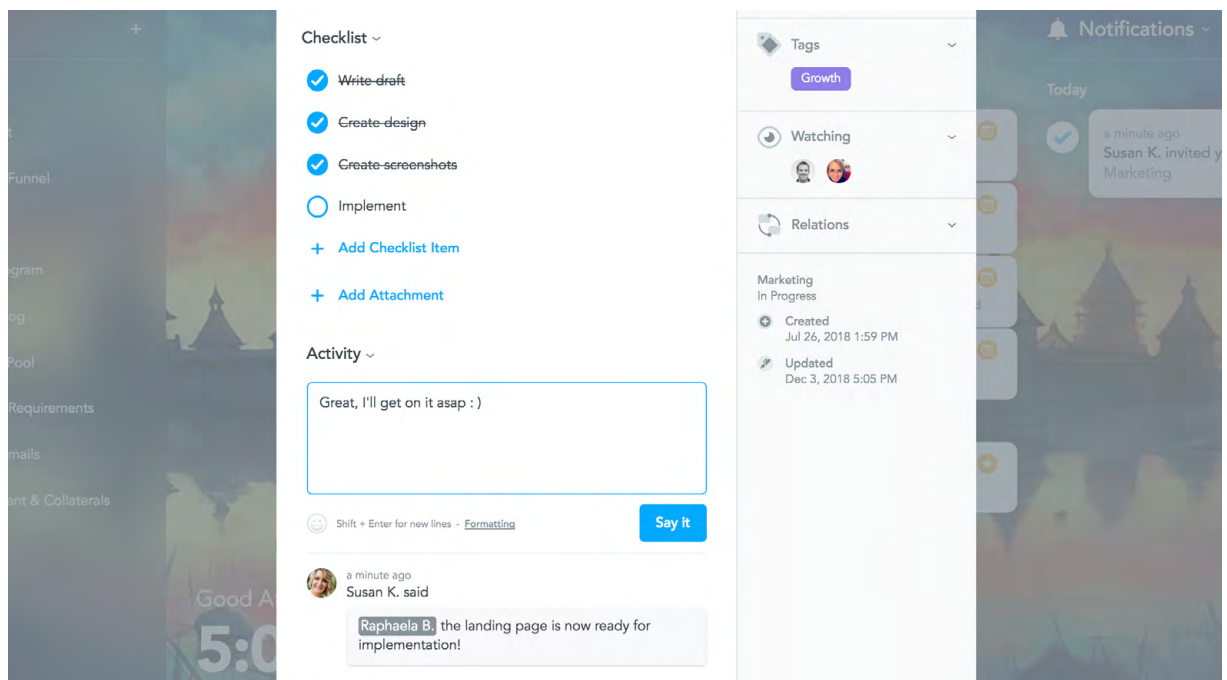 +
Funnel
Pool
Requirements
& Collaterals
Good
5:0
Checklist
Write draft
Create design
Create screenshots
Implement
+ Add Checklist Item
+ Add Attachment
Activity
Great, I'll get on it asap : )
Shift + Enter for new lines - Formatting
Say it
a minute ago
Susan K. said
Raphaela B. the landing page is now ready for
implementation!
Tags
Growth
Watching
Relations
Marketing
In Progress
Created
Jul 26, 2018 1:59 PM
Updated
Dec 3, 2018 5:05 PM
Notifications
Today
a minute ago
Susan K. invited y
Marketing